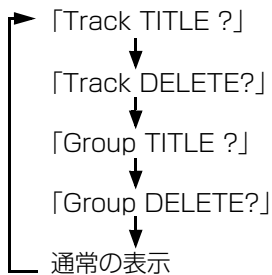 「Track TITLE ?」
「Track DELETE?」
「Group TITLE ?」
「Group DELETE?」
通常の表示